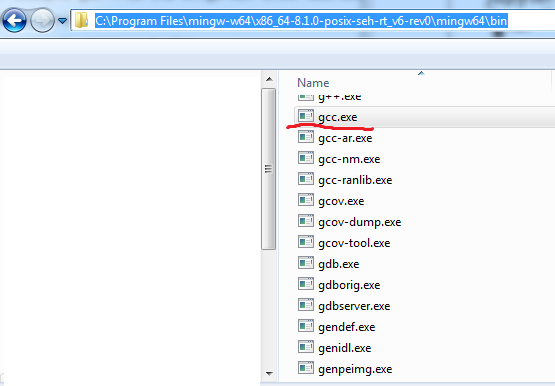 C:\Program Files\mingw-w64\x86_64-8.1.0-posix-seh-rt_v6-rev0\mingw64\bin
Name
g++.exe
gcc.exe
gcc-ar.exe
gcc-nm.exe
gcc-ranlib.exe
gcov.exe
gcov-dump.exe
gcov-tool.exe
gdb.exe
gdborig.exe
gdbserver.exe
gendef.exe
genidl.exe
genpeimg.exe